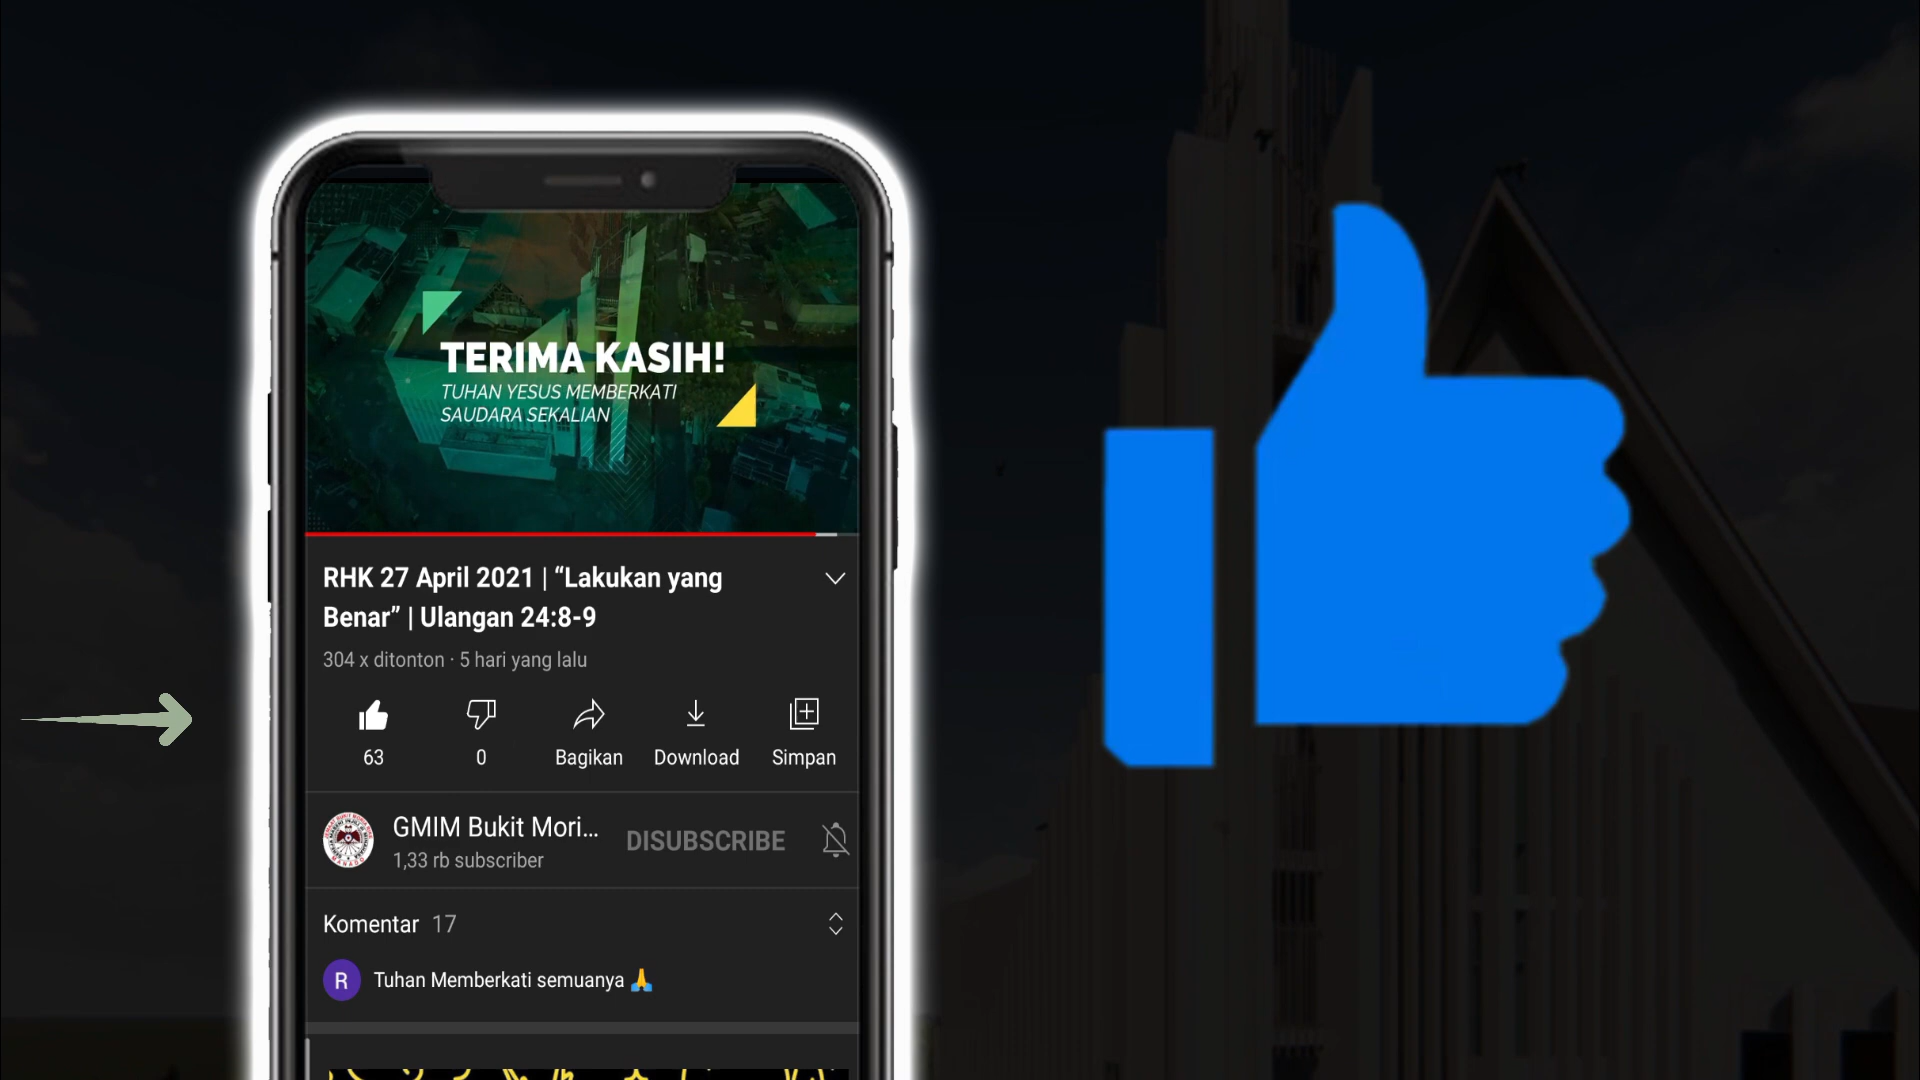 TERIMA KASIH!
TUHAN YESUS MEMBERKATI
SAUDARA SEKALIAN
RHK 27 April 2021 | “Lakukan yang
Benar” | Ulangan 24:8-9
304 x ditonton · 5 hari yang lalu
63
0
Bagikan
Download
Simpan
GMIM Bukit Mori...
DISUBSCRIBE
1,33 rb subscriber
Komentar 17
R
Tuhan Memberkati semuanya 🙏